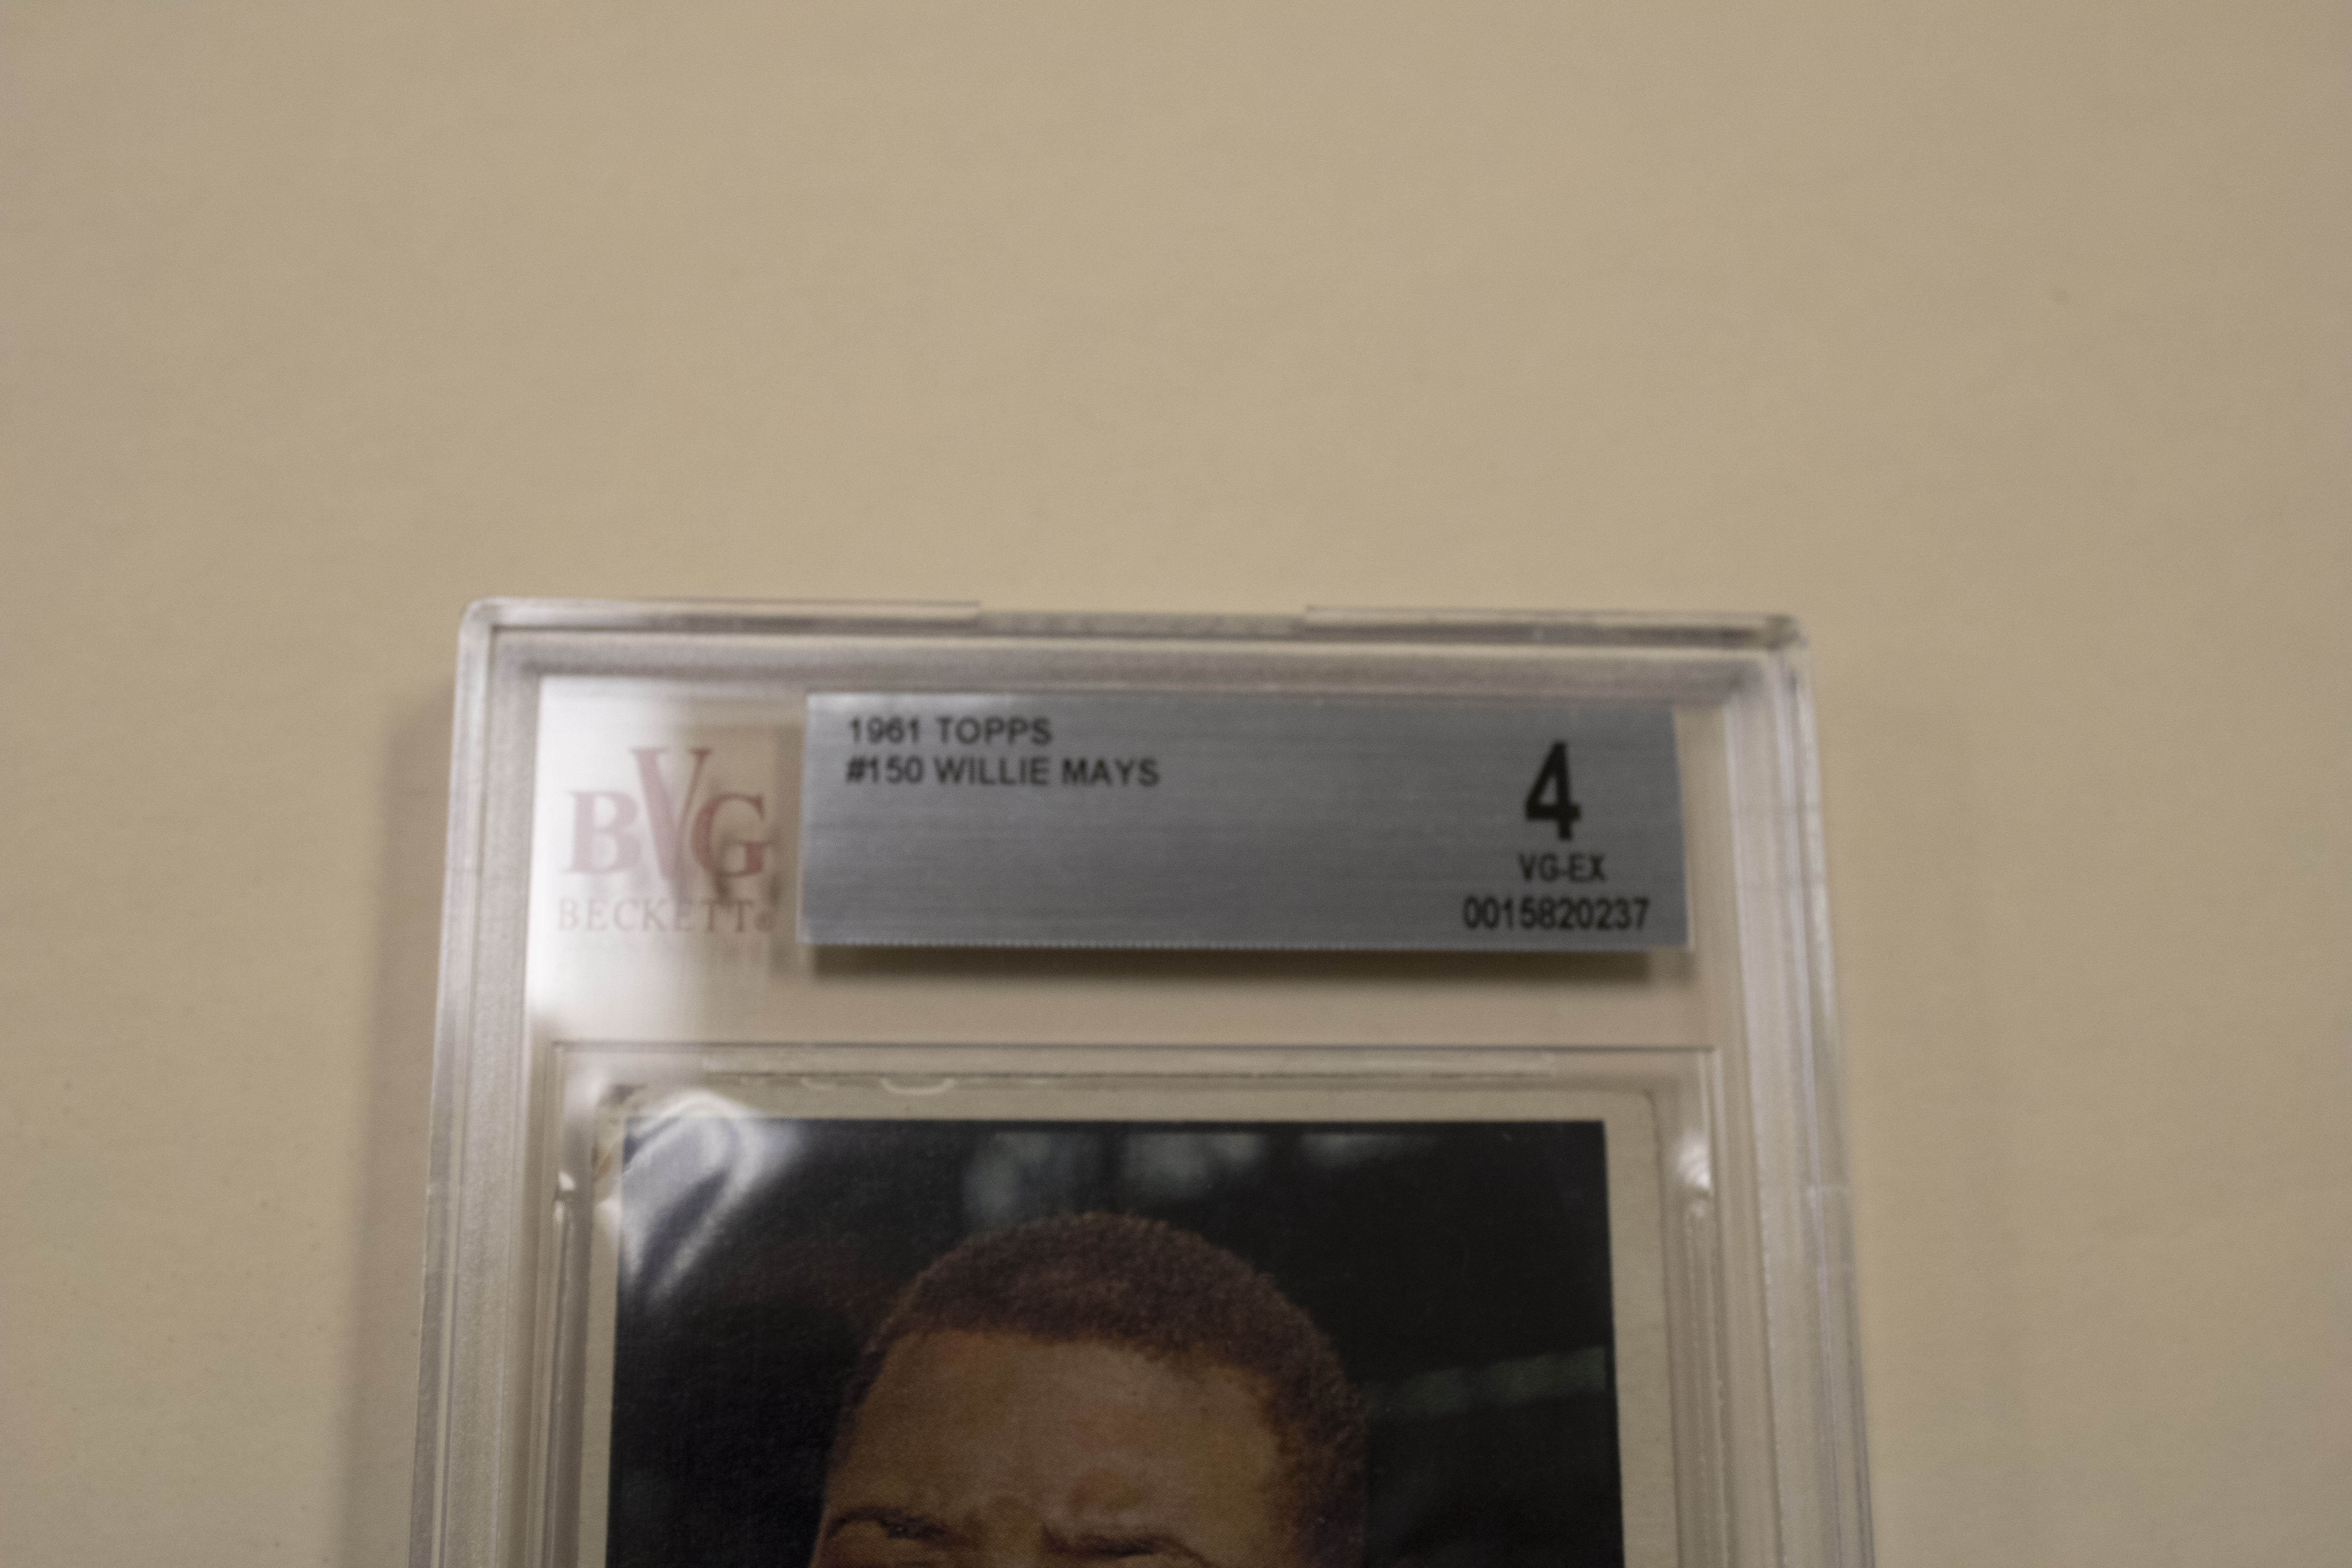 BVG
BECKETT®
1961 TOPPS
#150 WILLIE MAYS
4
VG-EX
0015820237